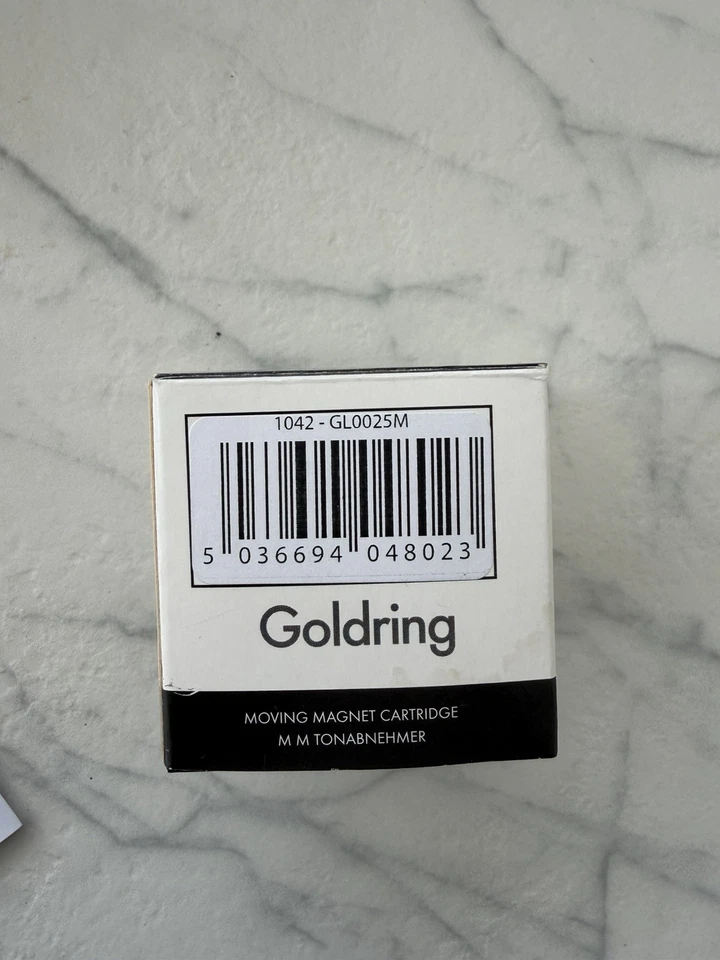 1042 - GL0025M
5 036694 048023
Goldring
MOVING MAGNET CARTRIDGE
M M TONABNEHMER